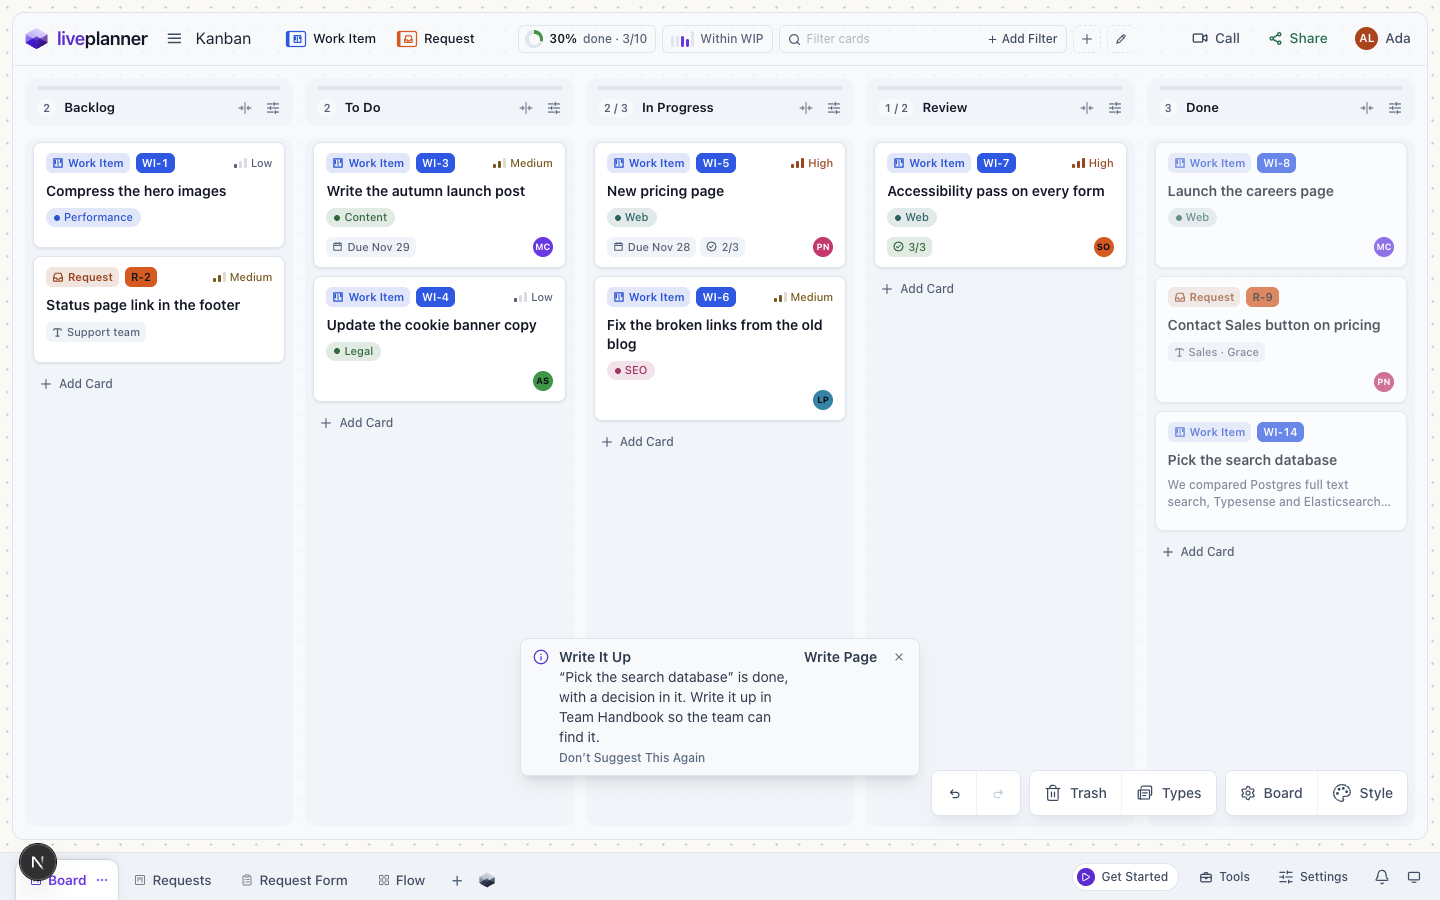 liveplanner
Kanban
Work Item
Request
30% done · 3/10
Within WIP
Filter cards
+ Add Filter
Call
Share
AL
Ada
2 Backlog
Work Item WI-1 Low
Compress the hero images
Performance
Request R-2 Medium
Status page link in the footer
Support team
+ Add Card
2 To Do
Work Item WI-3 Medium
Write the autumn launch post
Content
Due Nov 29 MC
Work Item WI-4 Low
Update the cookie banner copy
Legal
AS
+ Add Card
2 / 3 In Progress
Work Item WI-5 High
New pricing page
Web
Due Nov 28 2/3 PN
Work Item WI-6 Medium
Fix the broken links from the old
blog
SEO
LP
+ Add Card
1 / 2 Review
Work Item WI-7 High
Accessibility pass on every form
Web
3/3 SO
+ Add Card
3 Done
Work Item WI-8
Launch the careers page
Web
MC
Request R-9
Contact Sales button on pricing
Sales · Grace
PN
Work Item WI-14
Pick the search database
We compared Postgres full text
search, Typesense and Elasticsearch...
+ Add Card
Write It Up Write Page
“Pick the search database” is done,
with a decision in it. Write it up in
Team Handbook so the team can
find it.
Don’t Suggest This Again
Trash
Types
Board
Style
N
Board
Requests
Request Form
Flow
Get Started
Tools
Settings